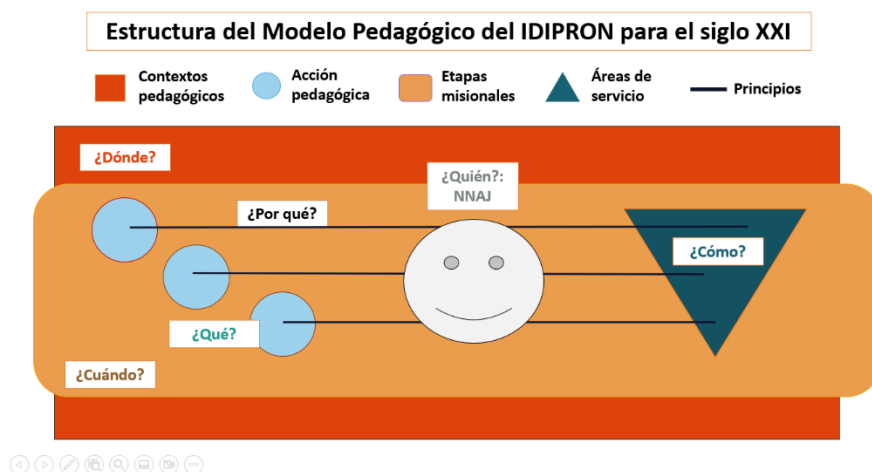 Estructura del Modelo Pedagógico del IDIPRON para el siglo XXI
Contextos
pedagógicos
Acción
pedagógica
Etapas
misionales
Áreas de
servicio
Principios
¿Dónde?
¿Quién?:
NNAJ
¿Por qué?
¿Cómo?
¿Qué?
¿Cuándo?